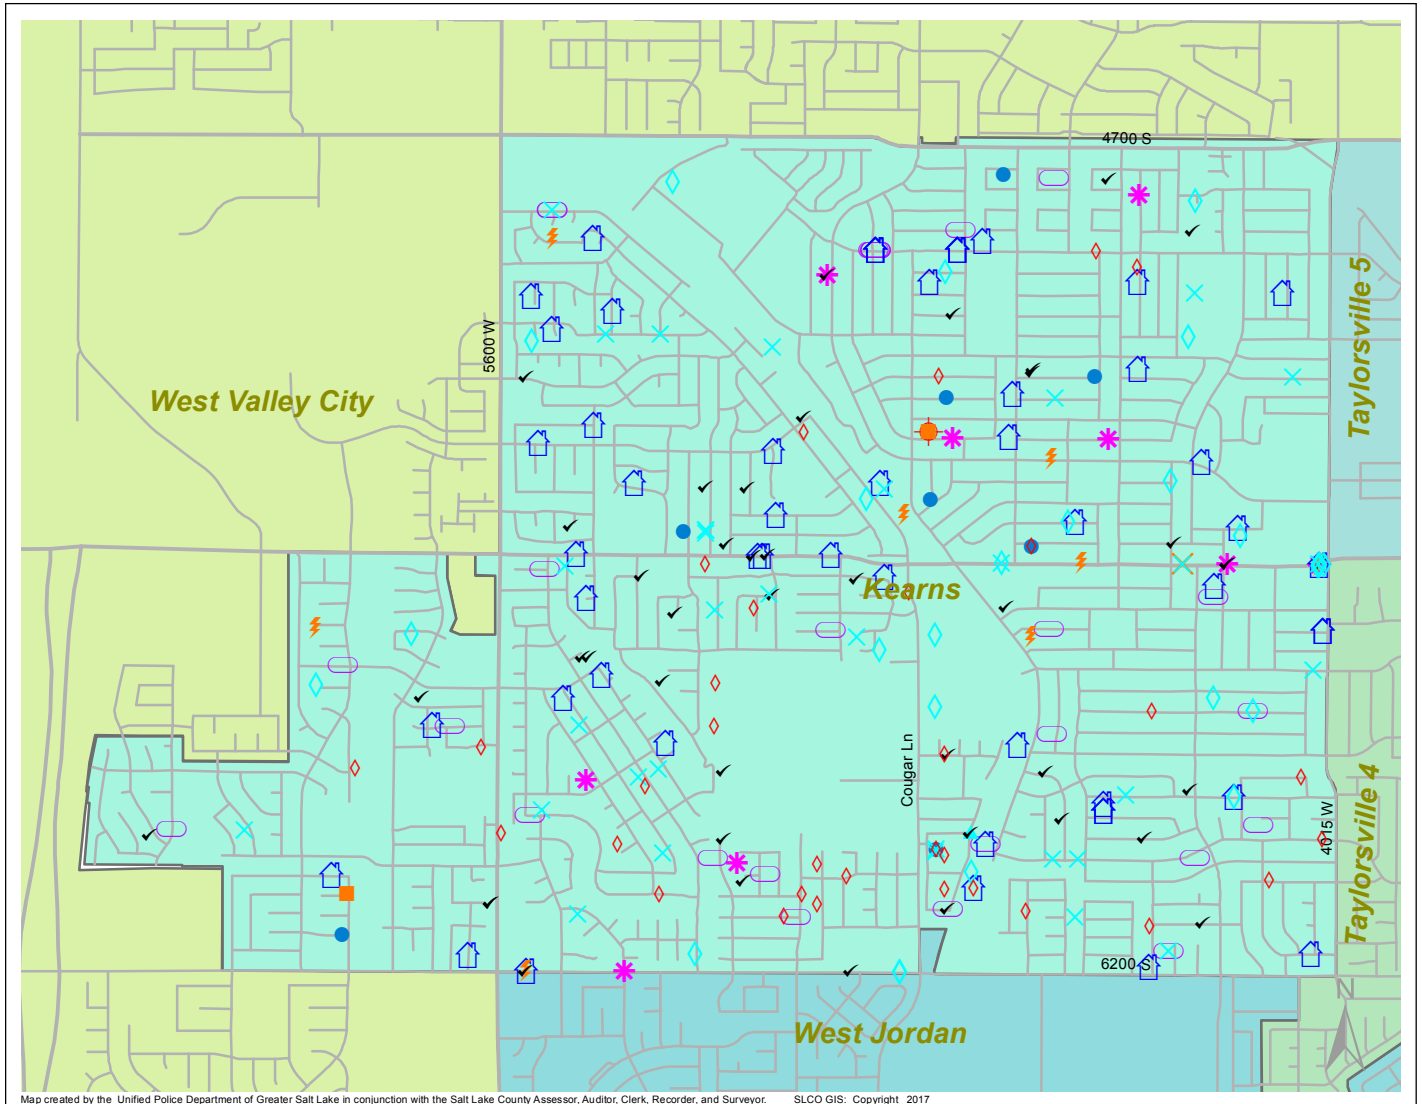 4700 S
Taylorsville 5
5600 W
West Valley City
Kearns
Cougar Ln
4015 W
Taylorsville 4
6200 S
N
West Jordan
Map created by the Unified Police Department of Greater Salt Lake in conjunction with the Salt Lake County Assessor, Auditor, Clerk, Recorder, and Surveyor. SLCO GIS: Copyright 2017